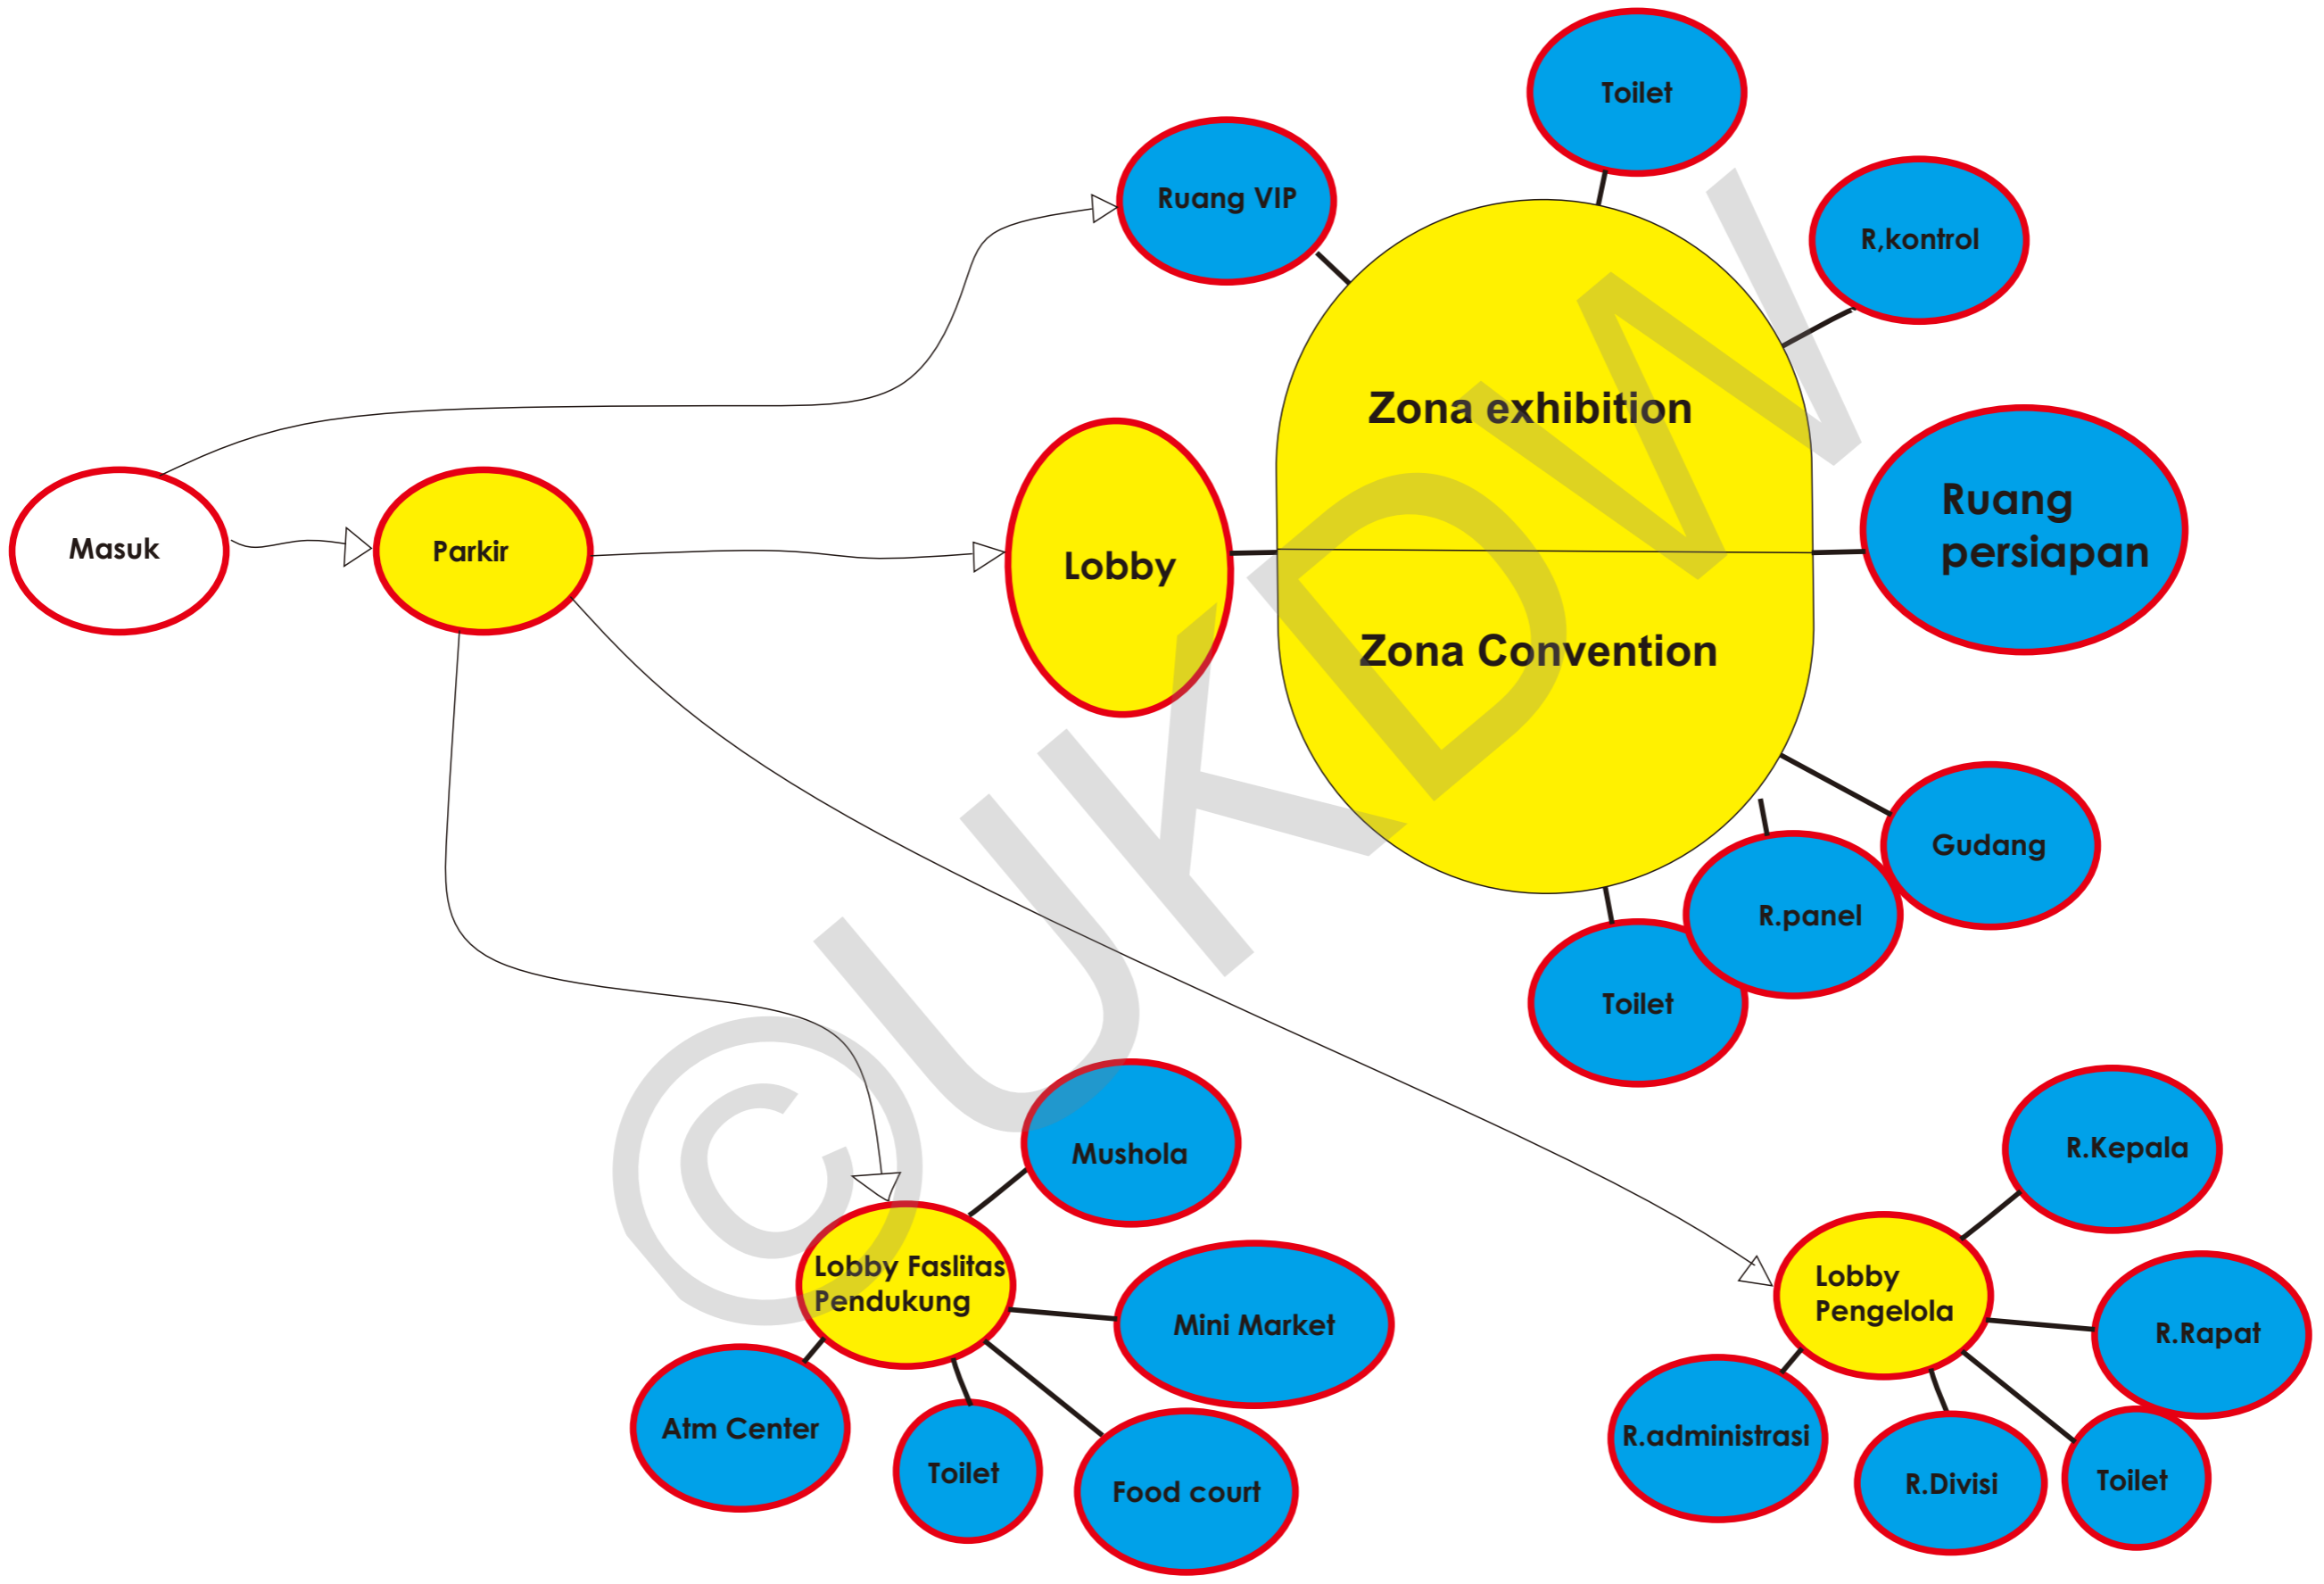 Toilet
Ruang VIP
R,kontrol
Zona exhibition
Ruang
persiapan
Masuk
Parkir
Lobby
Zona Convention
Gudang
R.panel
Toilet
Mushola
R.Kepala
Lobby Faslitas
Pendukung
Lobby
Pengelola
Mini Market
R.Rapat
Atm Center
Toilet
Food court
R.administrasi
R.Divisi
Toilet
©UKDW